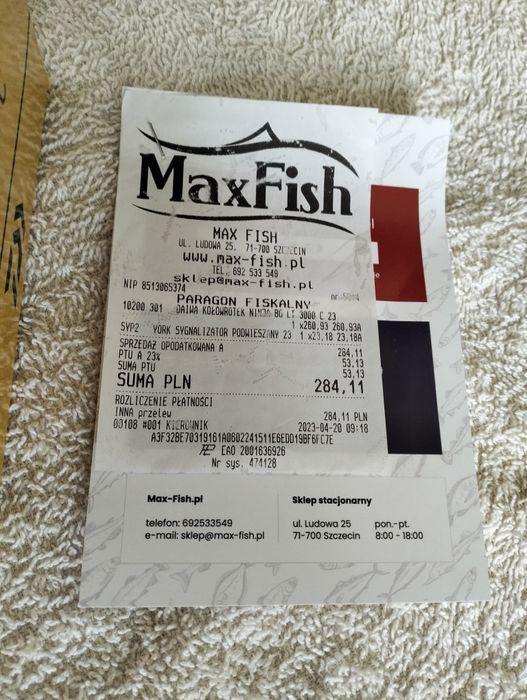 MaxFish
MAX FISH
UL. LUDOWA 25, 71-700 SZCZECIN
www.max-fish.pl
TEL. 692 533 549
sklep@max-fish.pl
NIP 8513065374
PARAGON FISKALNY
10200 301 DAIWA KOŁOWROTEK NINJA BG LT 3000 C 23
1 x260,93 260,93A
SYP2 YORK SYGNALIZATOR PODWIESZANY 23 1 x23,18 23,18A
SPRZEDAŻ OPODATKOWANA A 284,11
PTU A 23% 53,13
SUMA PTU 53,13
SUMA PLN 284,11
ROZLICZENIE PŁATNOŚCI
INNA przelew 284,11 PLN
00108 #001 KIEROWNIK 2023-04-20 09:18
A3F32BE70319161A0602241511E6ED019BF6FC7E
EAO 2001636926
Nr sys. 474128
Max-Fish.pl
telefon: 692533549
e-mail: sklep@max-fish.pl
Sklep stacjonarny
ul. Ludowa 25 pon.-pt.
71-700 Szczecin 8:00 - 18:00